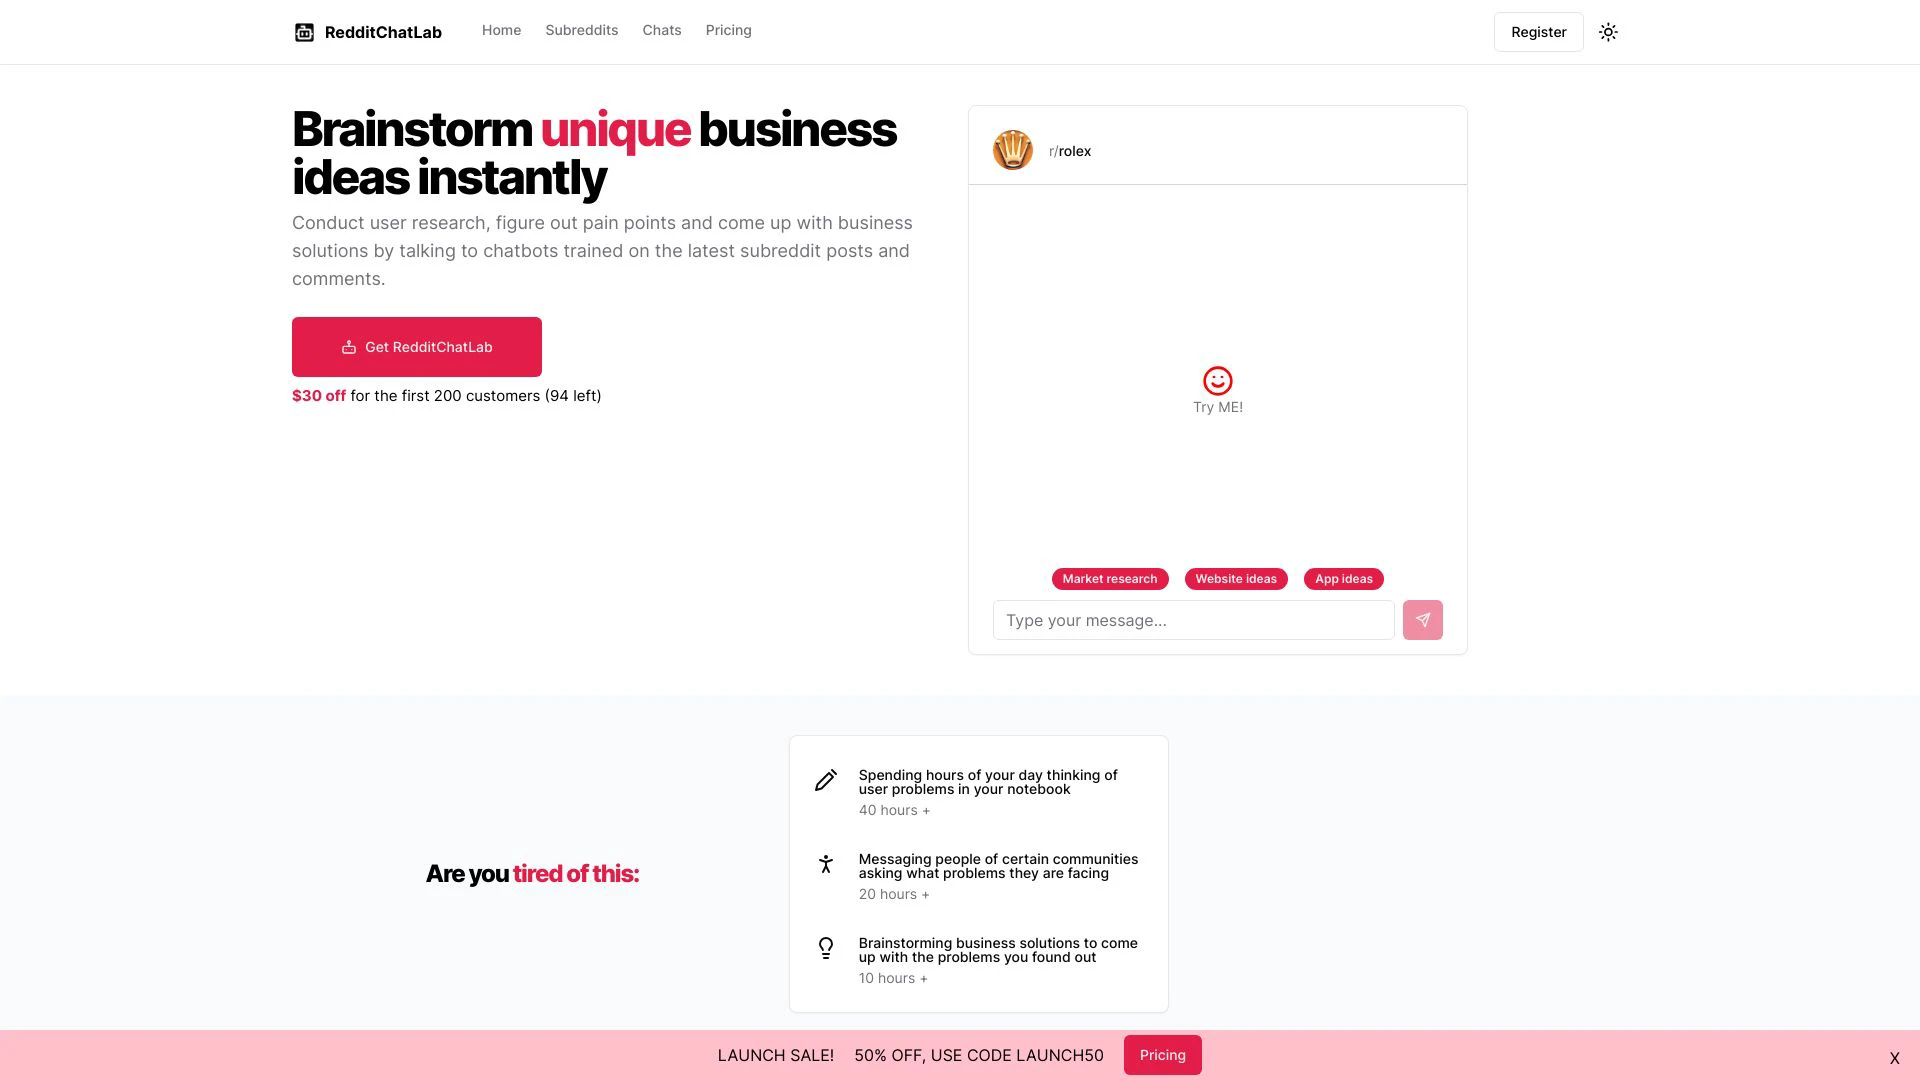 RedditChatLab Home Subreddits Chats Pricing Register
Brainstorm unique business
ideas instantly
Conduct user research, figure out pain points and come up with business
solutions by talking to chatbots trained on the latest subreddit posts and
comments.
Get RedditChatLab
$30 off for the first 200 customers (94 left)
r/rolex
Try ME!
Market research Website ideas App ideas
Type your message...
Are you tired of this:
Spending hours of your day thinking of
user problems in your notebook
40 hours +
Messaging people of certain communities
asking what problems they are facing
20 hours +
Brainstorming business solutions to come
up with the problems you found out
10 hours +
LAUNCH SALE! 50% OFF, USE CODE LAUNCH50 Pricing X